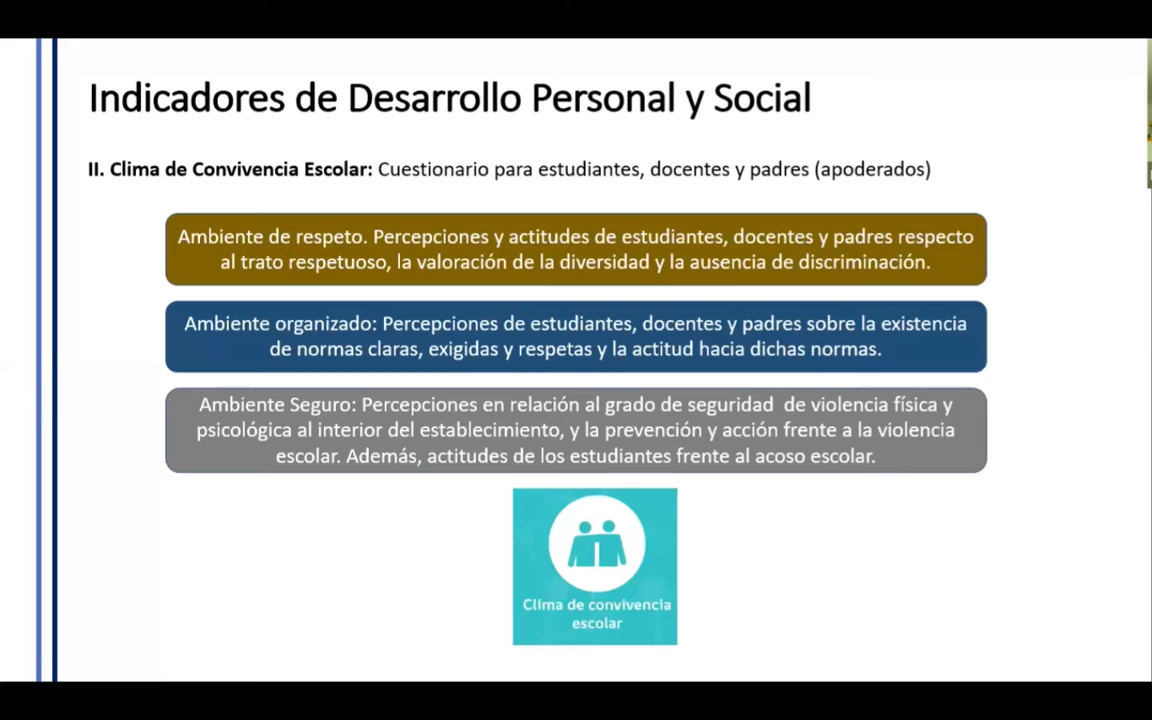 Indicadores de Desarrollo Personal y Social
II. Clima de Convivencia Escolar: Cuestionario para estudiantes, docentes y padres (apoderados)
Ambiente de respeto. Percepciones y actitudes de estudiantes, docentes y padres respecto
al trato respetuoso, la valoración de la diversidad y la ausencia de discriminación.
Ambiente organizado: Percepciones de estudiantes, docentes y padres sobre la existencia
de normas claras, exigidas y respetas y la actitud hacia dichas normas.
Ambiente Seguro: Percepciones en relación al grado de seguridad de violencia física y
psicológica al interior del establecimiento, y la prevención y acción frente a la violencia
escolar. Además, actitudes de los estudiantes frente al acoso escolar.
Clima de convivencia
escolar